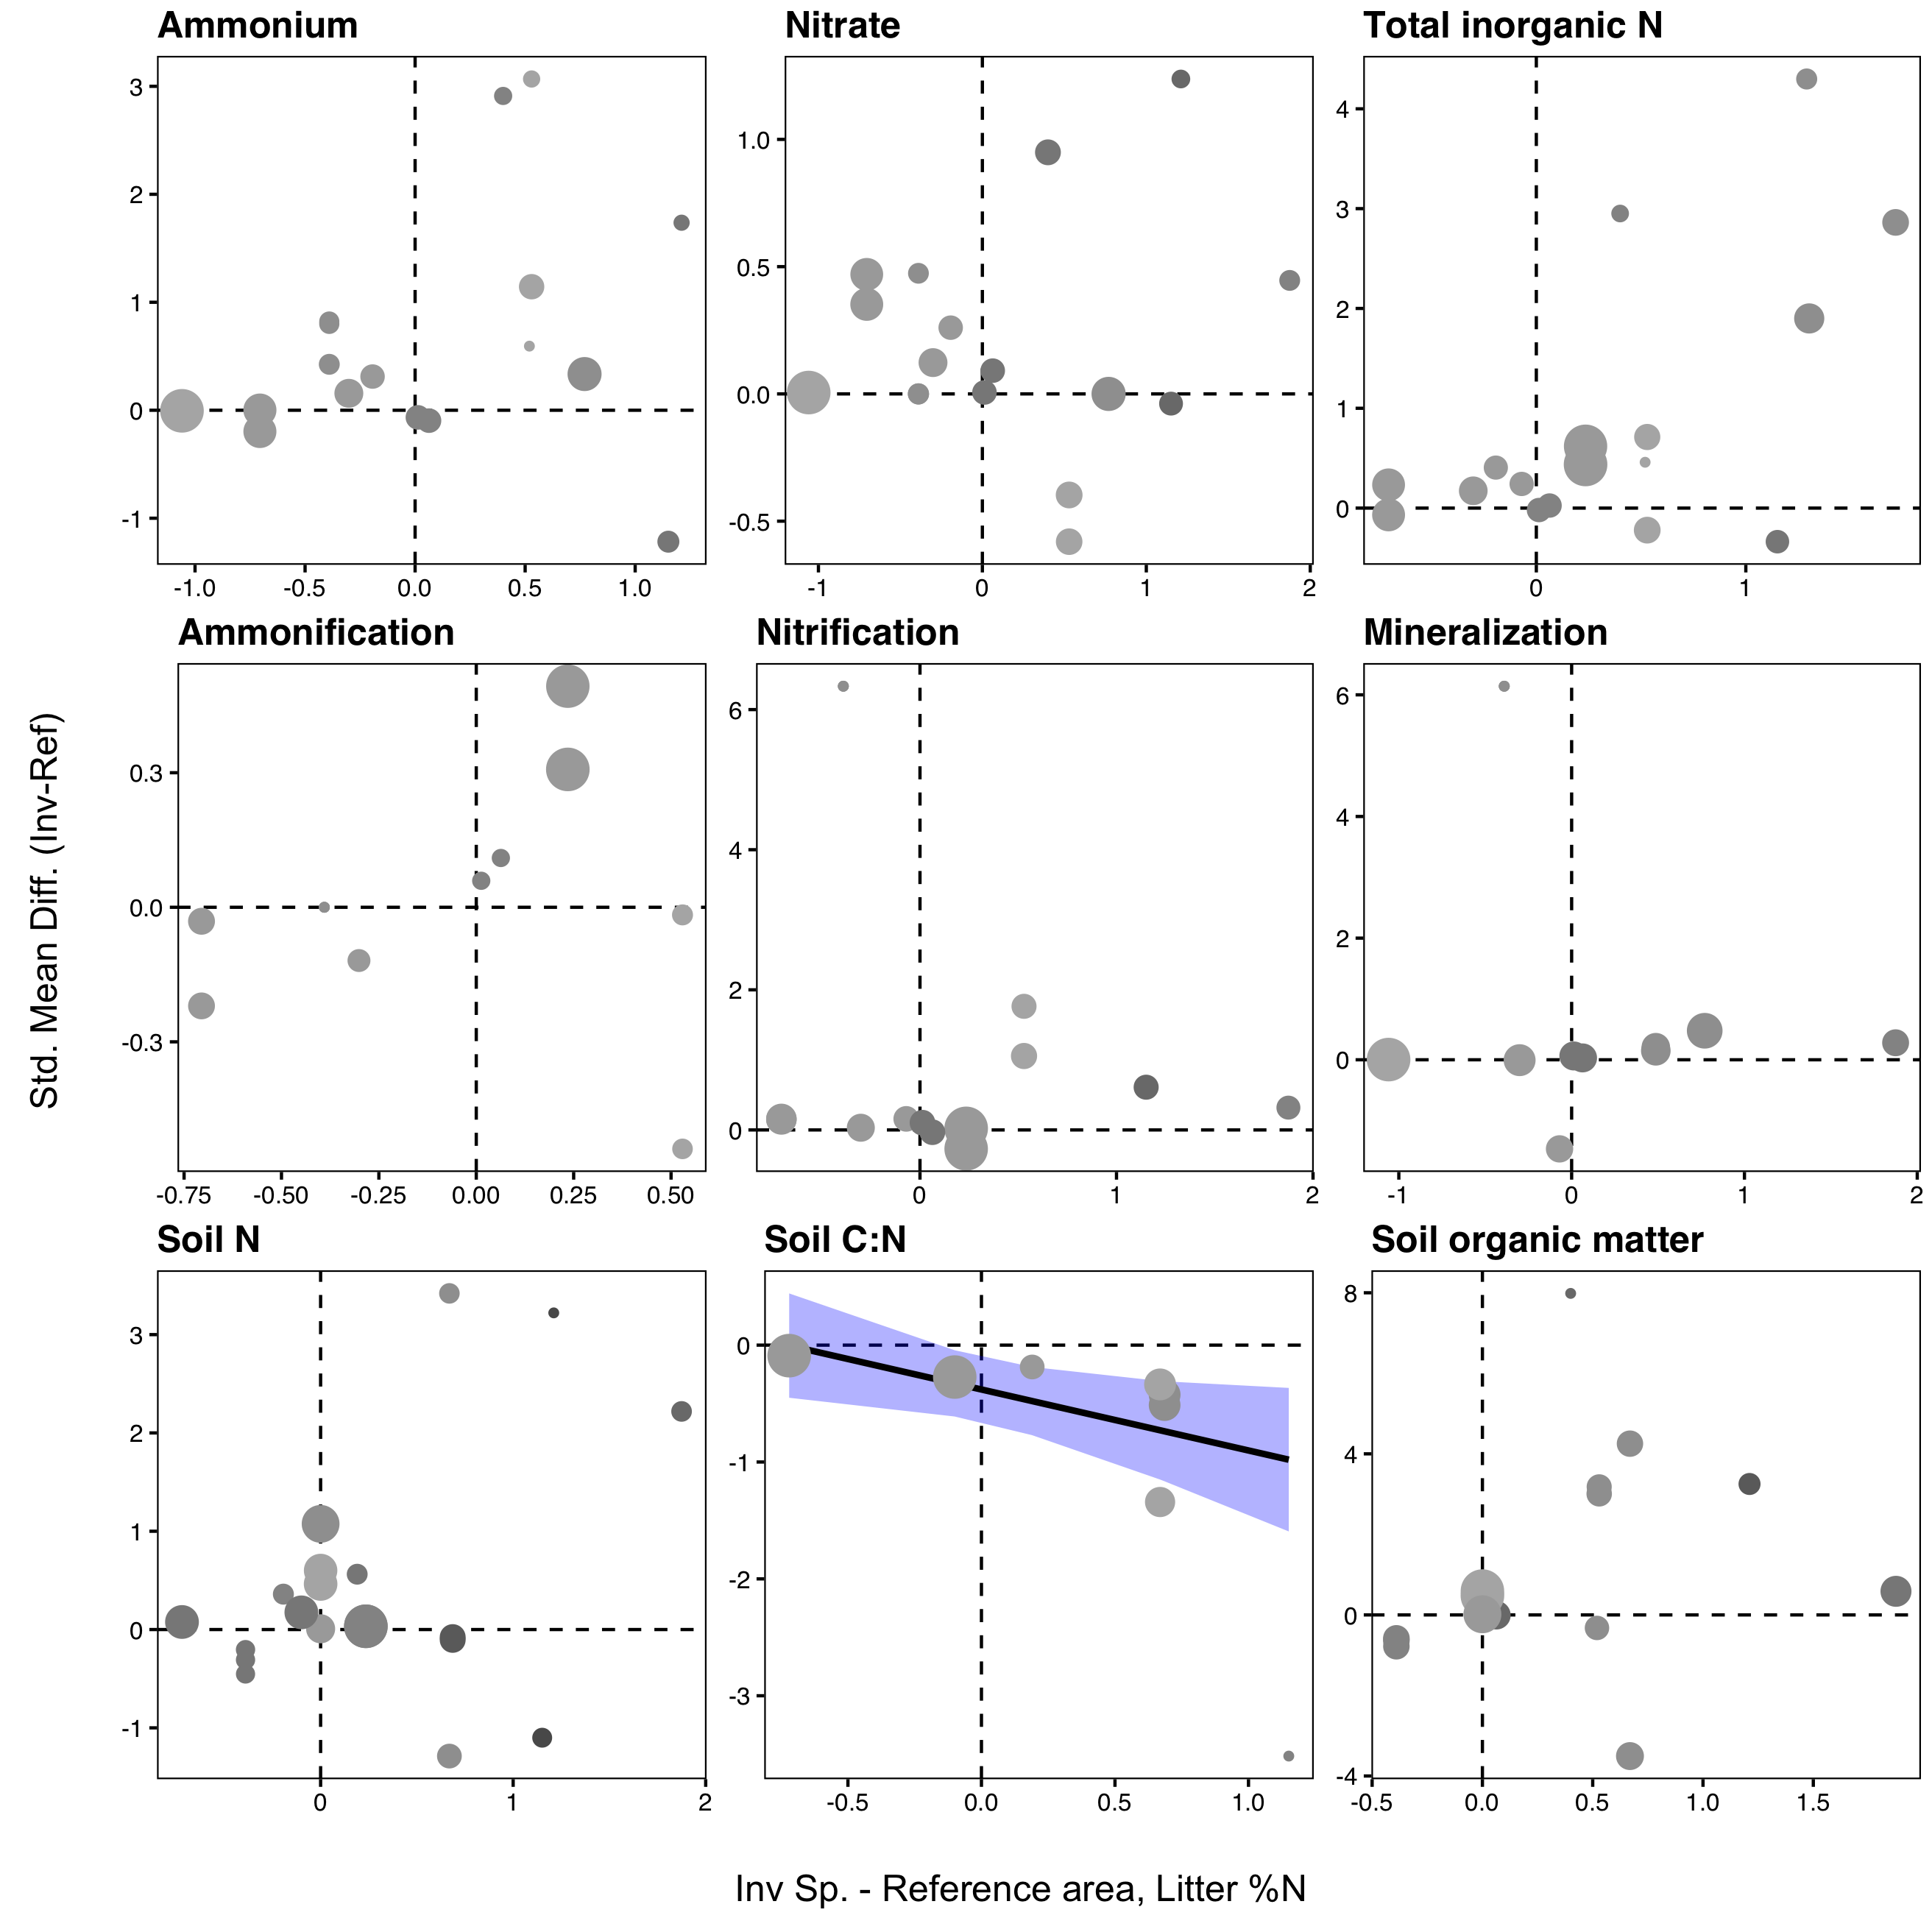 Ammonium
Nitrate
Total inorganic N
3
2
1
0
-1
-1.0 -0.5 0.0 0.5 1.0
1.0
0.5
0.0
-0.5
-1 0 1 2
4
3
2
1
0
0 1
Ammonification
Nitrification
Mineralization
Std. Mean Diff. (Inv-Ref)
0.3
0.0
-0.3
-0.75 -0.50 -0.25 0.00 0.25 0.50
6
4
2
0
0 1 2
6
4
2
0
-1 0 1 2
Soil N
Soil C:N
Soil organic matter
3
2
1
0
-1
0 1 2
0
-1
-2
-3
-0.5 0.0 0.5 1.0
8
4
0
-4
-0.5 0.0 0.5 1.0 1.5
Inv Sp. - Reference area, Litter %N